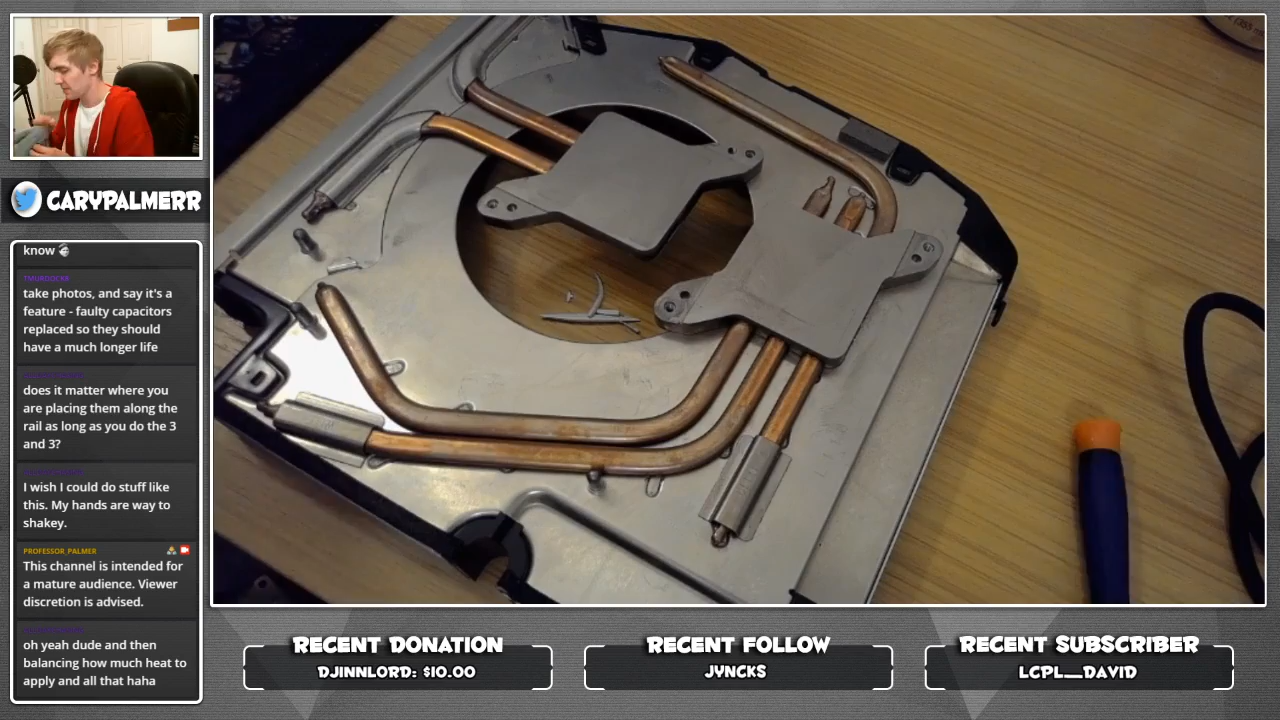 CARYPALMERR
know
TMURDOCK8
take photos, and say it's a
feature - faulty capacitors
replaced so they should
have a much longer life
does it matter where you
are placing them along the
rail as long as you do the 3
and 3?
I wish I could do stuff like
this. My hands are way to
shakey.
PROFESSOR_PALMER
This channel is intended for
a mature audience. Viewer
discretion is advised.
oh yeah dude and then
balancing how much heat to
apply and all that haha
RECENT DONATION
DJINNLORD: $10.00
RECENT FOLLOW
JYNCKS
RECENT SUBSCRIBER
LCPL__DAVID